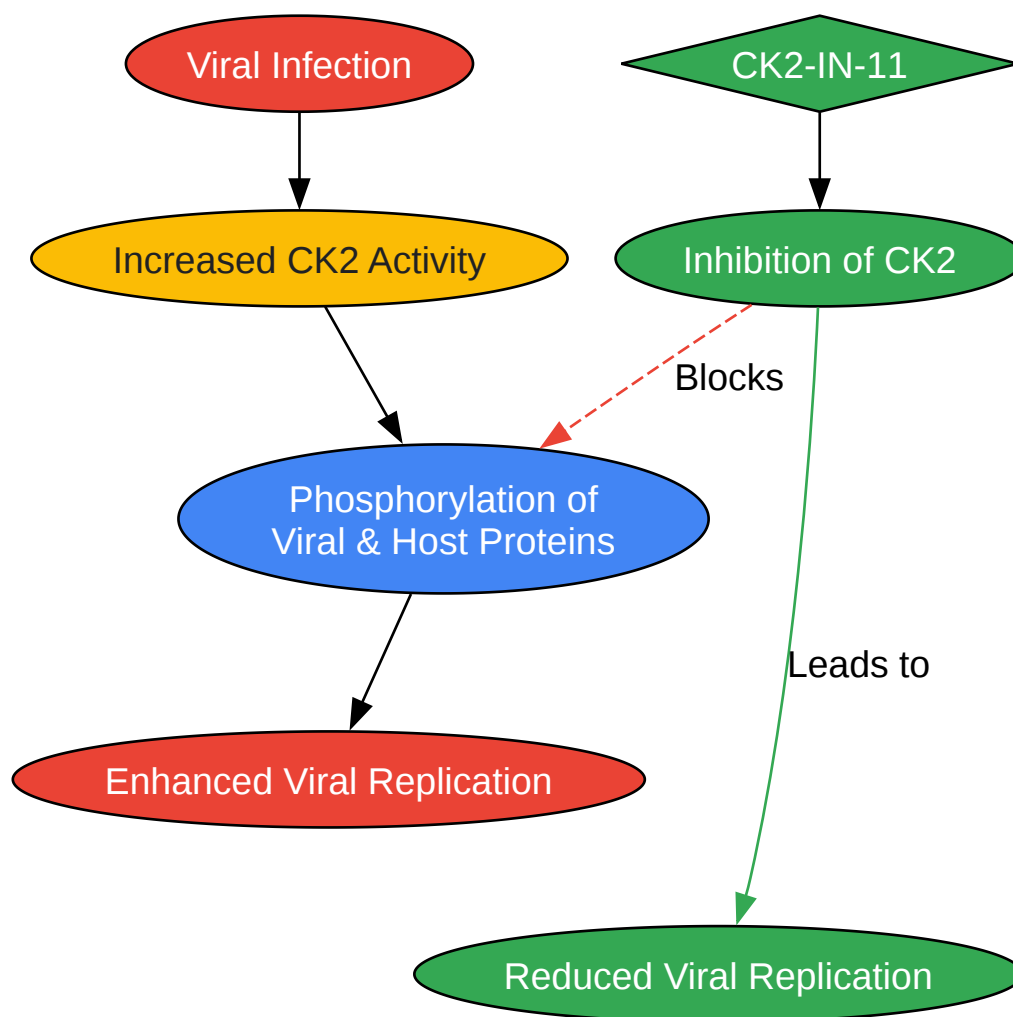 Viral Infection
CK2-IN-11
Increased CK2 Activity
Inhibition of CK2
Blocks
Phosphorylation of
Viral & Host Proteins
Leads to
Enhanced Viral Replication
Reduced Viral Replication